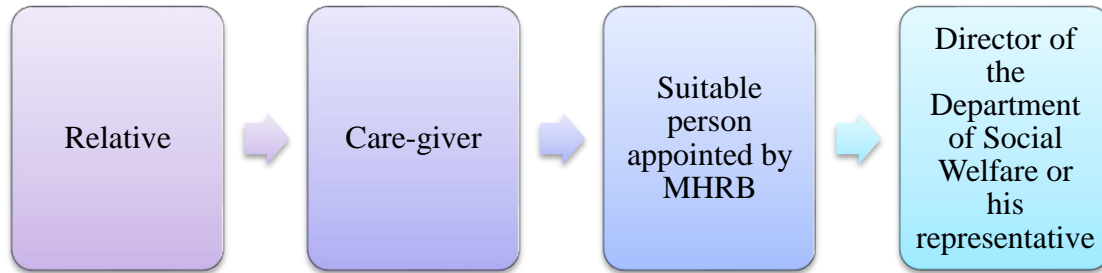 Relative
Care-giver
Suitable
person
appointed by
MHRB
Director of
the
Department
of Social
Welfare or
his
representative